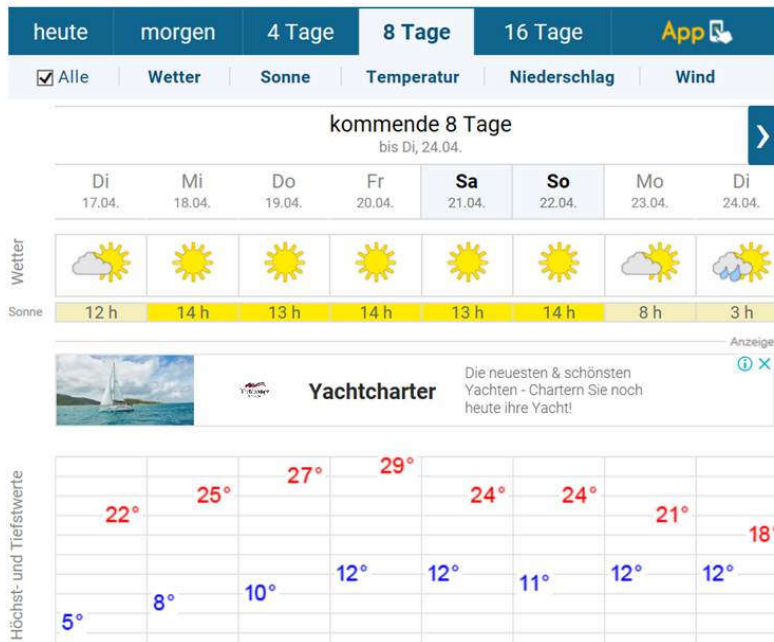 heute morgen 4 Tage 8 Tage 16 Tage App
Alle Wetter Sonne Temperatur Niederschlag Wind
kommende 8 Tage
bis Di, 24.04.
Di Mi Do Fr Sa So Mo Di
17.04. 18.04. 19.04. 20.04. 21.04. 22.04. 23.04. 24.04.
Wetter
Sonne 12 h 14 h 13 h 14 h 13 h 14 h 8 h 3 h
Anzeige
Yachtcharter
Die neuesten & schönsten
Yachten - Chartern Sie noch
heute ihre Yacht!
Höchst- und Tiefstwerte
22° 25° 27° 29° 24° 24° 21° 18°
5° 8° 10° 12° 12° 11° 12° 12°